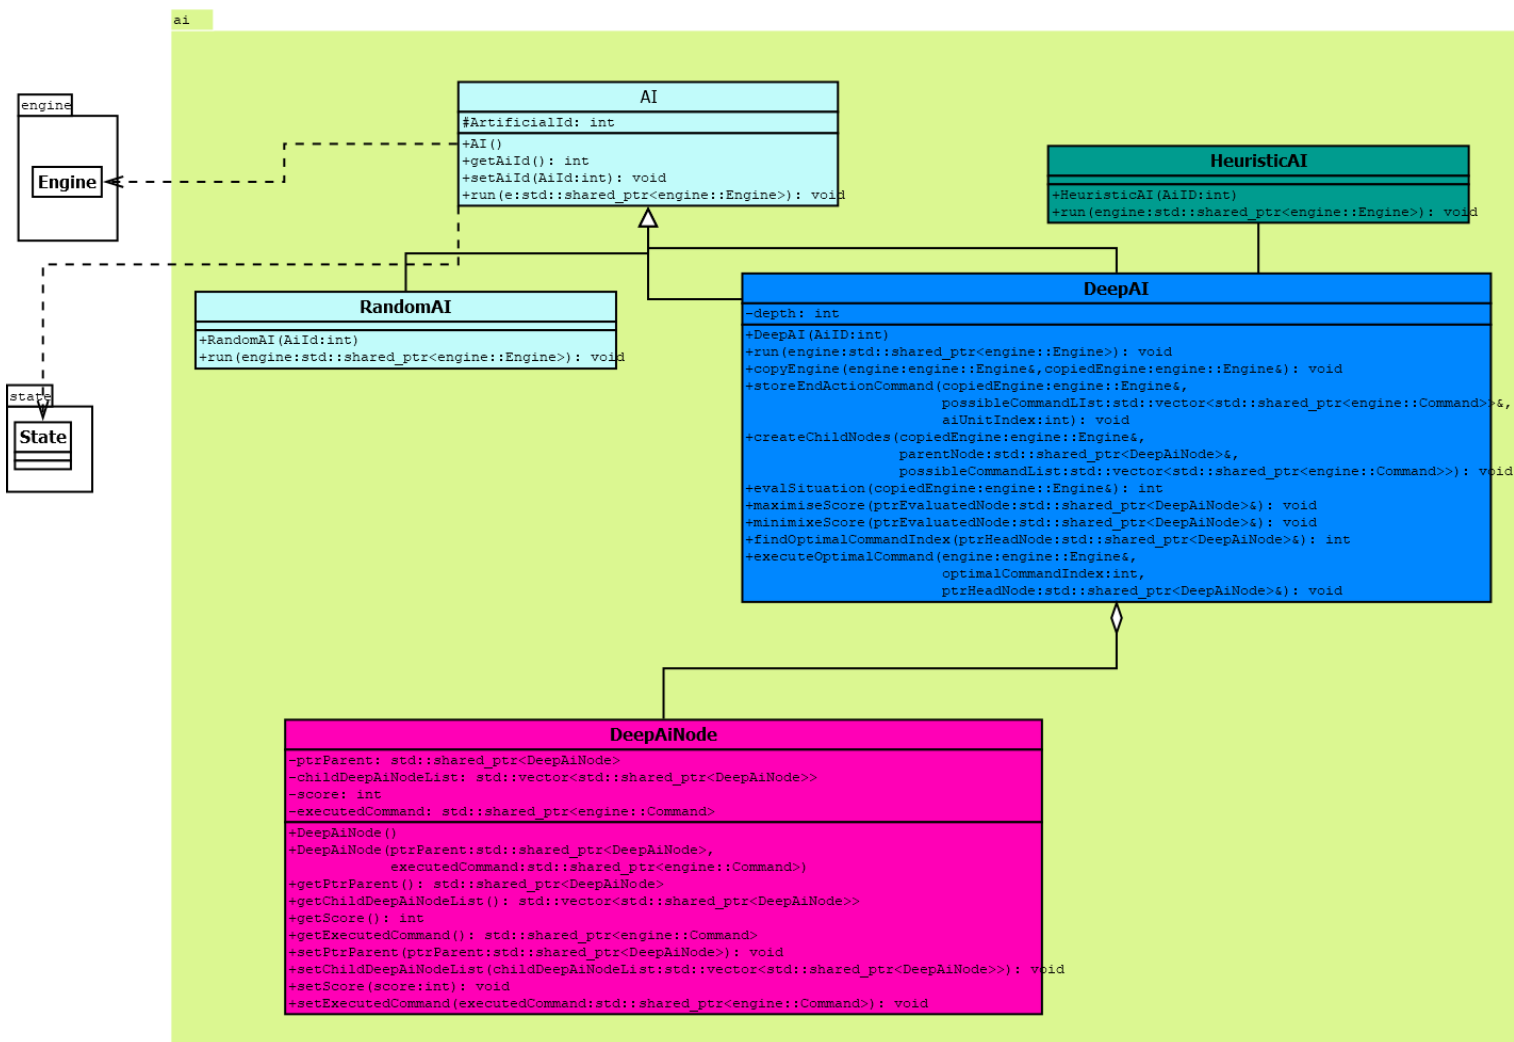 ai
engine
Engine
state
State
AI
#ArtificialId: int
+AI()
+getAiId(): int
+setAiId(AiId:int): void
+run(e:std::shared_ptr<engine::Engine>): void
HeuristicAI
+HeuristicAI(AiID:int)
+run(engine:std::shared_ptr<engine::Engine>): void
RandomAI
+RandomAI(AiId:int)
+run(engine:std::shared_ptr<engine::Engine>): void
DeepAI
-depth: int
+DeepAI(AiID:int)
+run(engine:std::shared_ptr<engine::Engine>): void
+copyEngine(engine:engine::Engine&,copiedEngine:engine::Engine&): void
+storeEndActionCommand(copiedEngine:engine::Engine&,
possibleCommandLIst:std::vector<std::shared_ptr<engine::Command>>&,
aiUnitIndex:int): void
+createChildNodes(copiedEngine:engine::Engine&,
parentNode:std::shared_ptr<DeepAiNode>&,
possibleCommandList:std::vector<std::shared_ptr<engine::Command>>): void
+evalSituation(copiedEngine:engine::Engine&): int
+maximiseScore(ptrEvaluatedNode:std::shared_ptr<DeepAiNode>&): void
+minimixeScore(ptrEvaluatedNode:std::shared_ptr<DeepAiNode>&): void
+findOptimalCommandIndex(ptrHeadNode:std::shared_ptr<DeepAiNode>&): int
+executeOptimalCommand(engine:engine::Engine&,
optimalCommandIndex:int,
ptrHeadNode:std::shared_ptr<DeepAiNode>&): void
DeepAiNode
-ptrParent: std::shared_ptr<DeepAiNode>
-childDeepAiNodeList: std::vector<std::shared_ptr<DeepAiNode>>
-score: int
-executedCommand: std::shared_ptr<engine::Command>
+DeepAiNode()
+DeepAiNode(ptrParent:std::shared_ptr<DeepAiNode>,
executedCommand:std::shared_ptr<engine::Command>)
+getPtrParent(): std::shared_ptr<DeepAiNode>
+getChildDeepAiNodeList(): std::vector<std::shared_ptr<DeepAiNode>>
+getScore(): int
+getExecutedCommand(): std::shared_ptr<engine::Command>
+setPtrParent(ptrParent:std::shared_ptr<DeepAiNode>): void
+setChildDeepAiNodeList(childDeepAiNodeList:std::vector<std::shared_ptr<DeepAiNode>>): void
+setScore(score:int): void
+setExecutedCommand(executedCommand:std::shared_ptr<engine::Command>): void